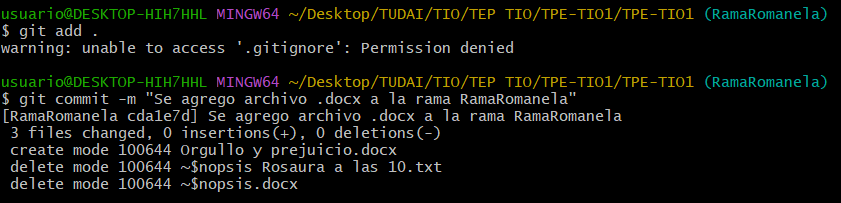 usuario@DESKTOP-HIH7HHL MINGW64 ~/Desktop/TUDAI/TIO/TEP TIO/TPE-TIO1/TPE-TIO1 (RamaRomanela)
$ git add .
warning: unable to access '.gitignore': Permission denied
usuario@DESKTOP-HIH7HHL MINGW64 ~/Desktop/TUDAI/TIO/TEP TIO/TPE-TIO1/TPE-TIO1 (RamaRomanela)
$ git commit -m "Se agrego archivo .docx a la rama RamaRomanela"
[RamaRomanela cda1e7d] Se agrego archivo .docx a la rama RamaRomanela
 3 files changed, 0 insertions(+), 0 deletions(-)
 create mode 100644 Orgullo y prejuicio.docx
 delete mode 100644 ~$nopsis Rosaura a las 10.txt
 delete mode 100644 ~$nopsis.docx